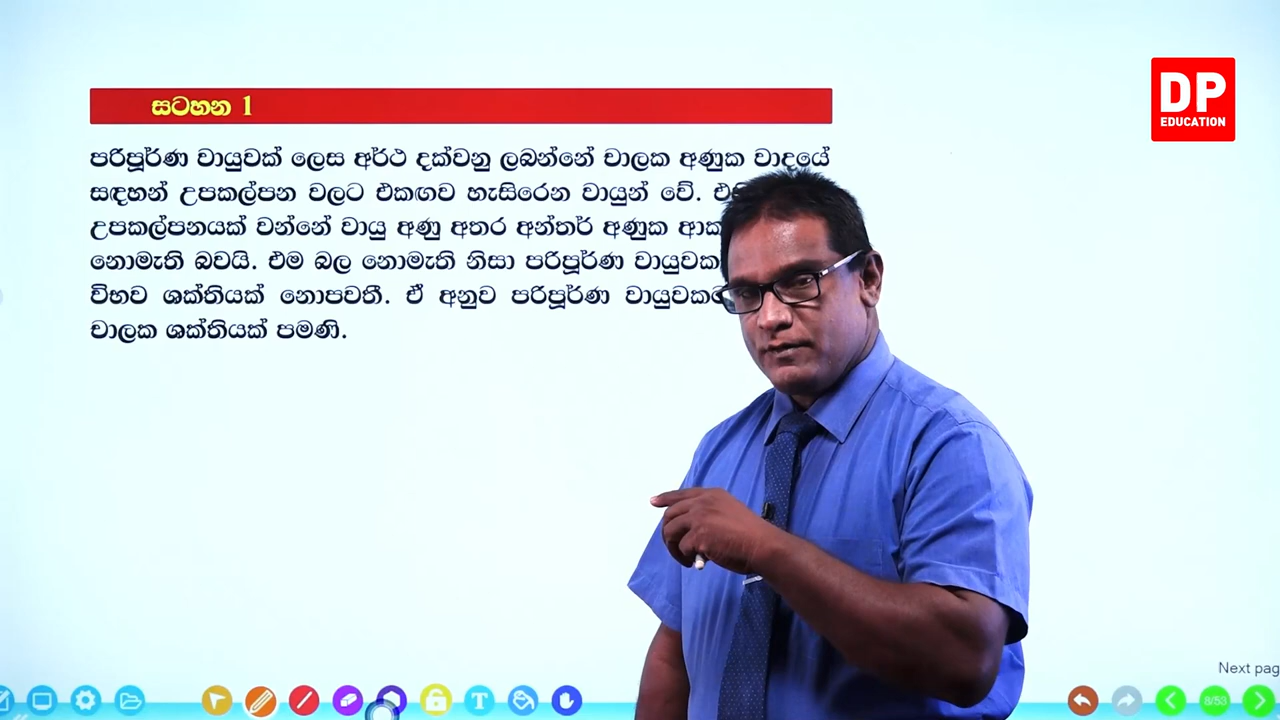 සටහන 1
DP
EDUCATION
පරිපූර්ණ වායුවක් ලෙස අර්ථ දක්වනු ලබන්නේ චාලක අණුක වාදයේ
සඳහන් උපකල්පන වලට එකඟව හැසිරෙන වායුන් වේ.
උපකල්පනයක් වන්නේ වායු අණු අතර අන්තර් අණුක
නොමැති බවයි. එම බල නොමැති නිසා පරිපූර්ණ
විභව ශක්තියක් නොපවතී. ඒ අනුව පරිපූර්ණ
චාලක ශක්තියක් පමණි.
Next pag
T
8/53